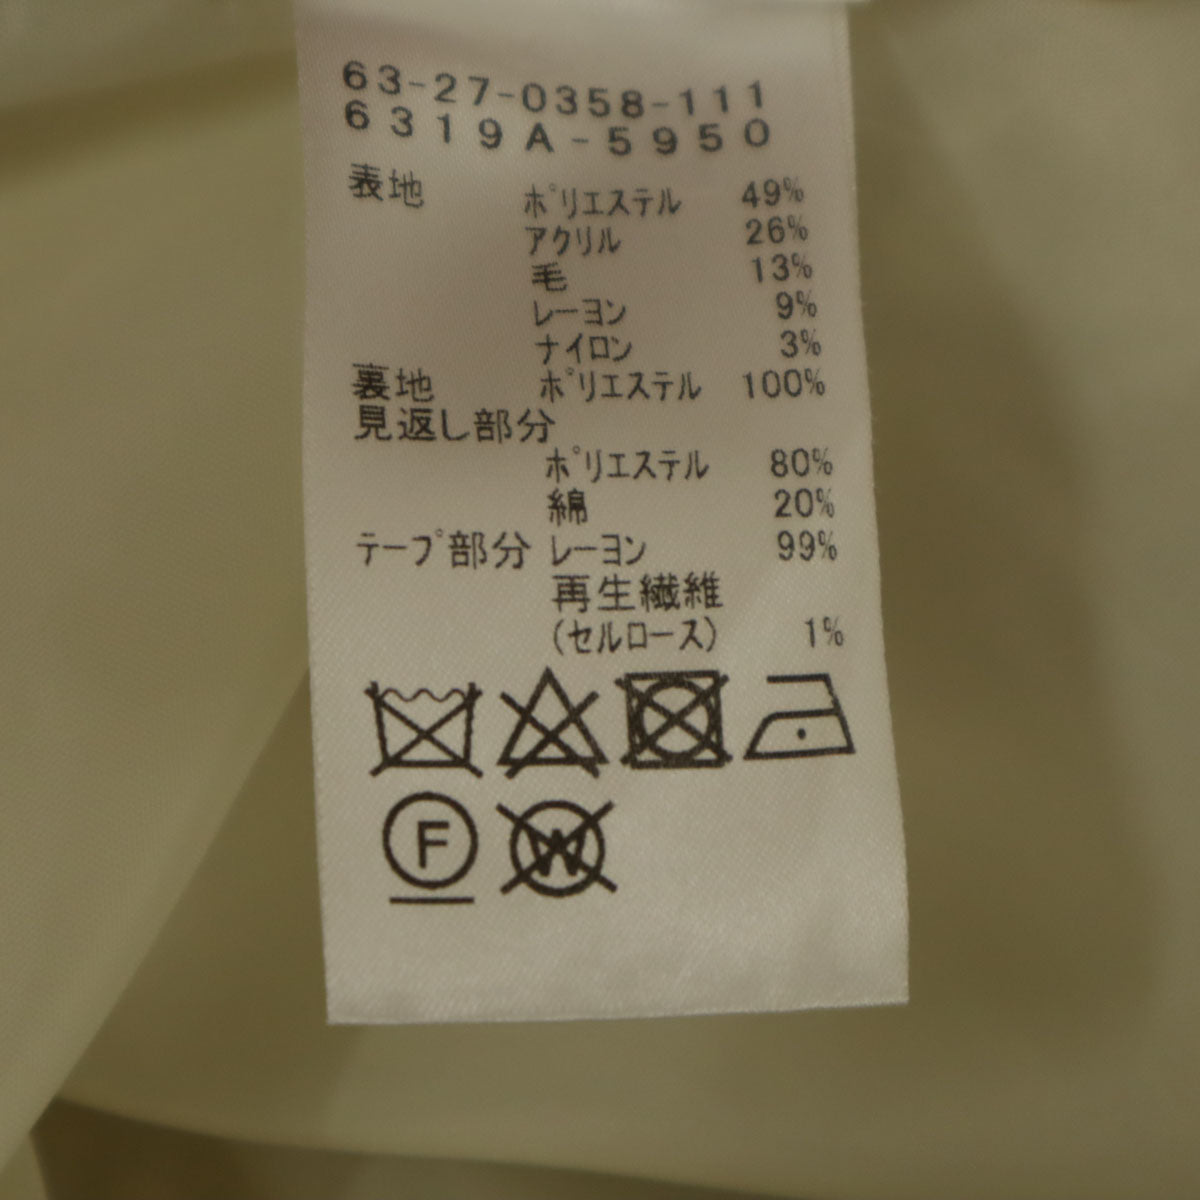 63-27-0358-111
6319A-5950
表地 ポリエステル 49%
アクリル 26%
毛 13%
レーヨン 9%
ナイロン 3%
裏地 ポリエステル 100%
見返し部分
ポリエステル 80%
綿 20%
テープ部分 レーヨン 99%
再生繊維
(セルロース) 1%
F W